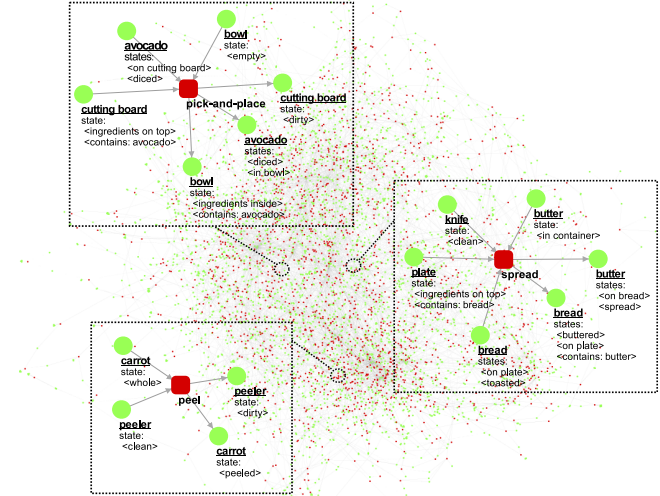 bowl
state:
<empty>
avocado
states:
<on cutting board>
<diced>
pick-and-place
cutting board
state:
<ingredients on top>
<contains: avocado>
cutting board
state:
<dirty>
avocado
states:
<diced>
<in bowl>
bowl
state:
<ingredients inside>
<contains: avocado>
knife
state:
<clean>
butter
state:
<in container>
spread
plate
state:
<ingredients on top>
<contains: bread>
butter
states:
<on bread>
<spread>
bread
states:
<buttered>
<on plate>
<contains: butter>
bread
states:
<on plate>
<toasted>
carrot
state:
<whole>
peel
peeler
state:
<dirty>
peeler
state:
<clean>
carrot
state:
<peeled>